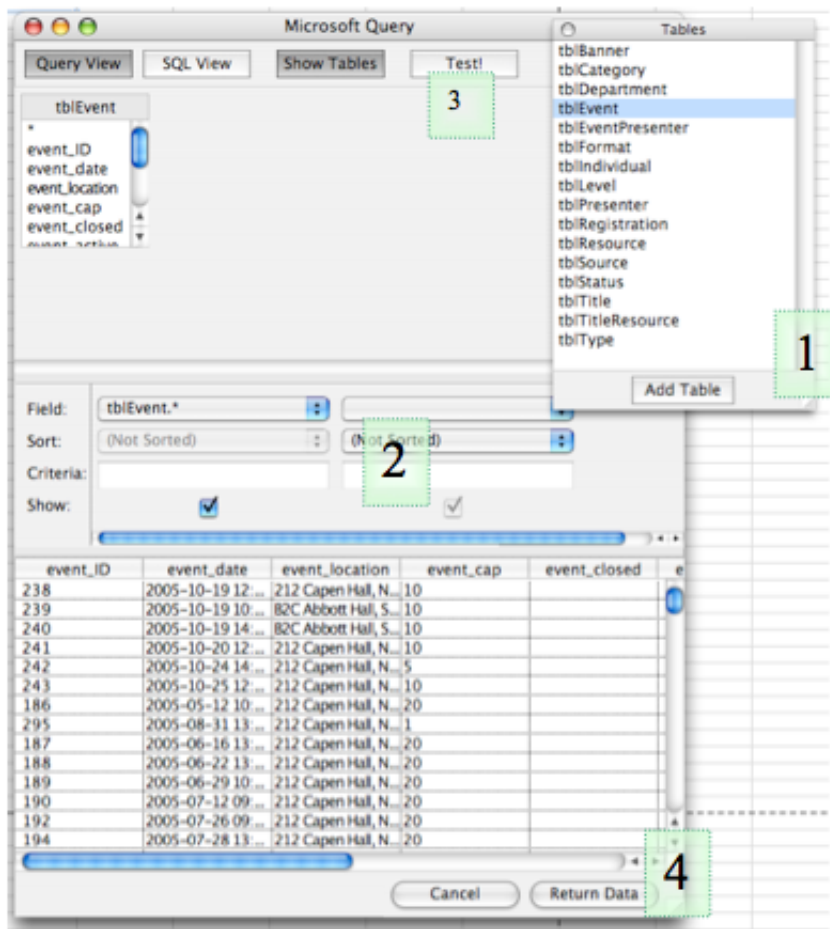 Microsoft Query
Query View SQL View Show Tables Test!
3
tblEvent
*
event_ID
event_date
event_location
event_cap
event_closed
event_active
Tables
tblBanner
tblCategory
tblDepartment
tblEvent
tblEventPresenter
tblFormat
tblIndividual
tblLevel
tblPresenter
tblRegistration
tblResource
tblSource
tblStatus
tblTitle
tblTitleResource
tblType
1
Add Table
Field: tblEvent.*
Sort: (Not Sorted) (Not Sorted)
2
Criteria:
Show:
event_ID event_date event_location event_cap event_closed e
238 2005-10-19 12:... 212 Capen Hall, N... 10
239 2005-10-19 10:... B2C Abbott Hall, S... 10
240 2005-10-19 14:... B2C Abbott Hall, S... 10
241 2005-10-20 12:... 212 Capen Hall, N... 10
242 2005-10-24 14:... 212 Capen Hall, N... 5
243 2005-10-25 12:... 212 Capen Hall, N... 10
186 2005-05-12 10:... 212 Capen Hall, N... 20
295 2005-08-31 13:... 212 Capen Hall, N... 1
187 2005-06-16 13:... 212 Capen Hall, N... 20
188 2005-06-22 13:... 212 Capen Hall, N... 20
189 2005-06-29 10:... 212 Capen Hall, N... 20
190 2005-07-12 09:... 212 Capen Hall, N... 20
192 2005-07-26 09:... 212 Capen Hall, N... 20
194 2005-07-28 13:... 212 Capen Hall, N... 20
4
Cancel Return Data